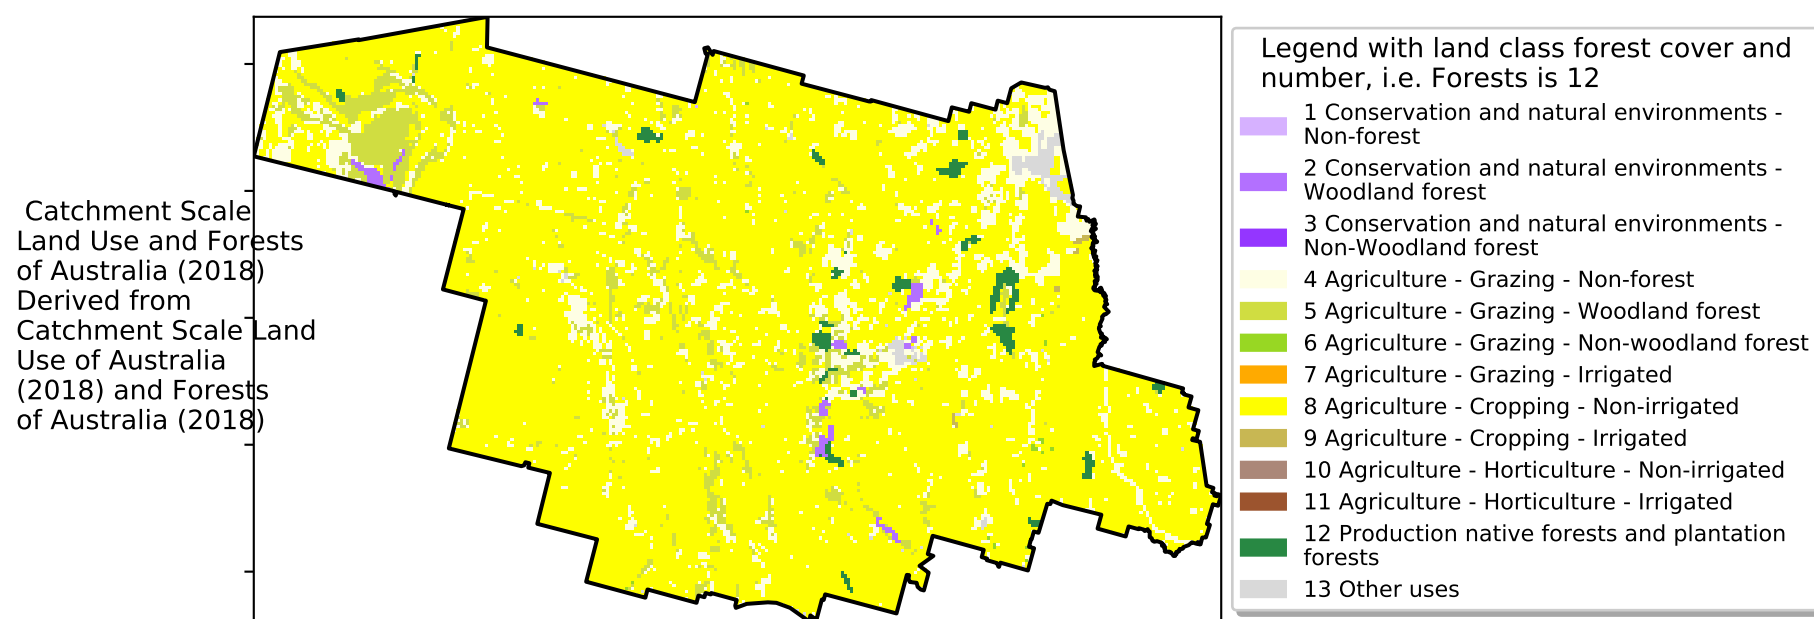 Catchment Scale
Land Use and Forests
of Australia (2018)
Derived from
Catchment Scale Land
Use of Australia
(2018) and Forests
of Australia (2018)
Legend with land class forest cover and
number, i.e. Forests is 12
1 Conservation and natural environments -
Non-forest
2 Conservation and natural environments -
Woodland forest
3 Conservation and natural environments -
Non-Woodland forest
4 Agriculture - Grazing - Non-forest
5 Agriculture - Grazing - Woodland forest
6 Agriculture - Grazing - Non-woodland forest
7 Agriculture - Grazing - Irrigated
8 Agriculture - Cropping - Non-irrigated
9 Agriculture - Cropping - Irrigated
10 Agriculture - Horticulture - Non-irrigated
11 Agriculture - Horticulture - Irrigated
12 Production native forests and plantation
forests
13 Other uses